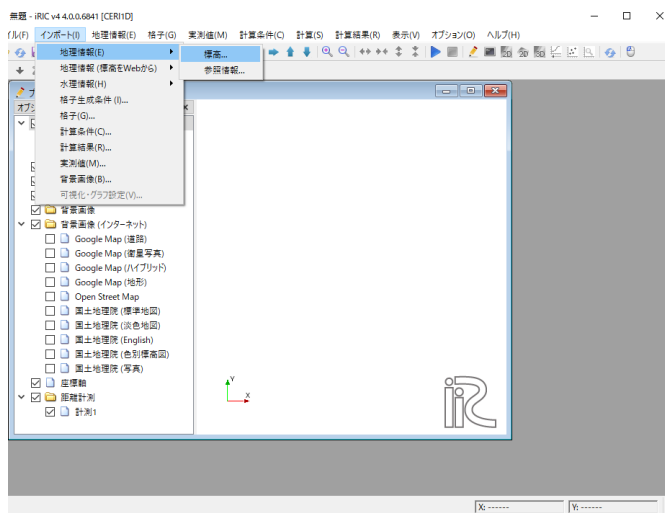 無題 - iRIC v4 4.0.0.6841 [CERI1D]
イル(F) インポート(I) 地理情報(E) 格子(G) 実測値(M) 計算条件(C) 計算(S) 計算結果(R) 表示(V) オプション(O) ヘルプ(H)
地理情報(E)
標高...
地理情報 (標高をWebから)
参照情報...
水理情報(H)
格子生成条件 (I)...
格子(G)...
計算条件(C)...
計算結果(R)...
実測値(M)...
背景画像(B)...
可視化・グラフ設定(V)...
背景画像
背景画像 (インターネット)
Google Map (道路)
Google Map (衛星写真)
Google Map (ハイブリッド)
Google Map (地形)
Open Street Map
国土地理院 (標準地図)
国土地理院 (淡色地図)
国土地理院 (English)
国土地理院 (色別標高図)
国土地理院 (写真)
座標軸
距離計測
計測1
Y
X
iRIC
X: ------
Y: ------